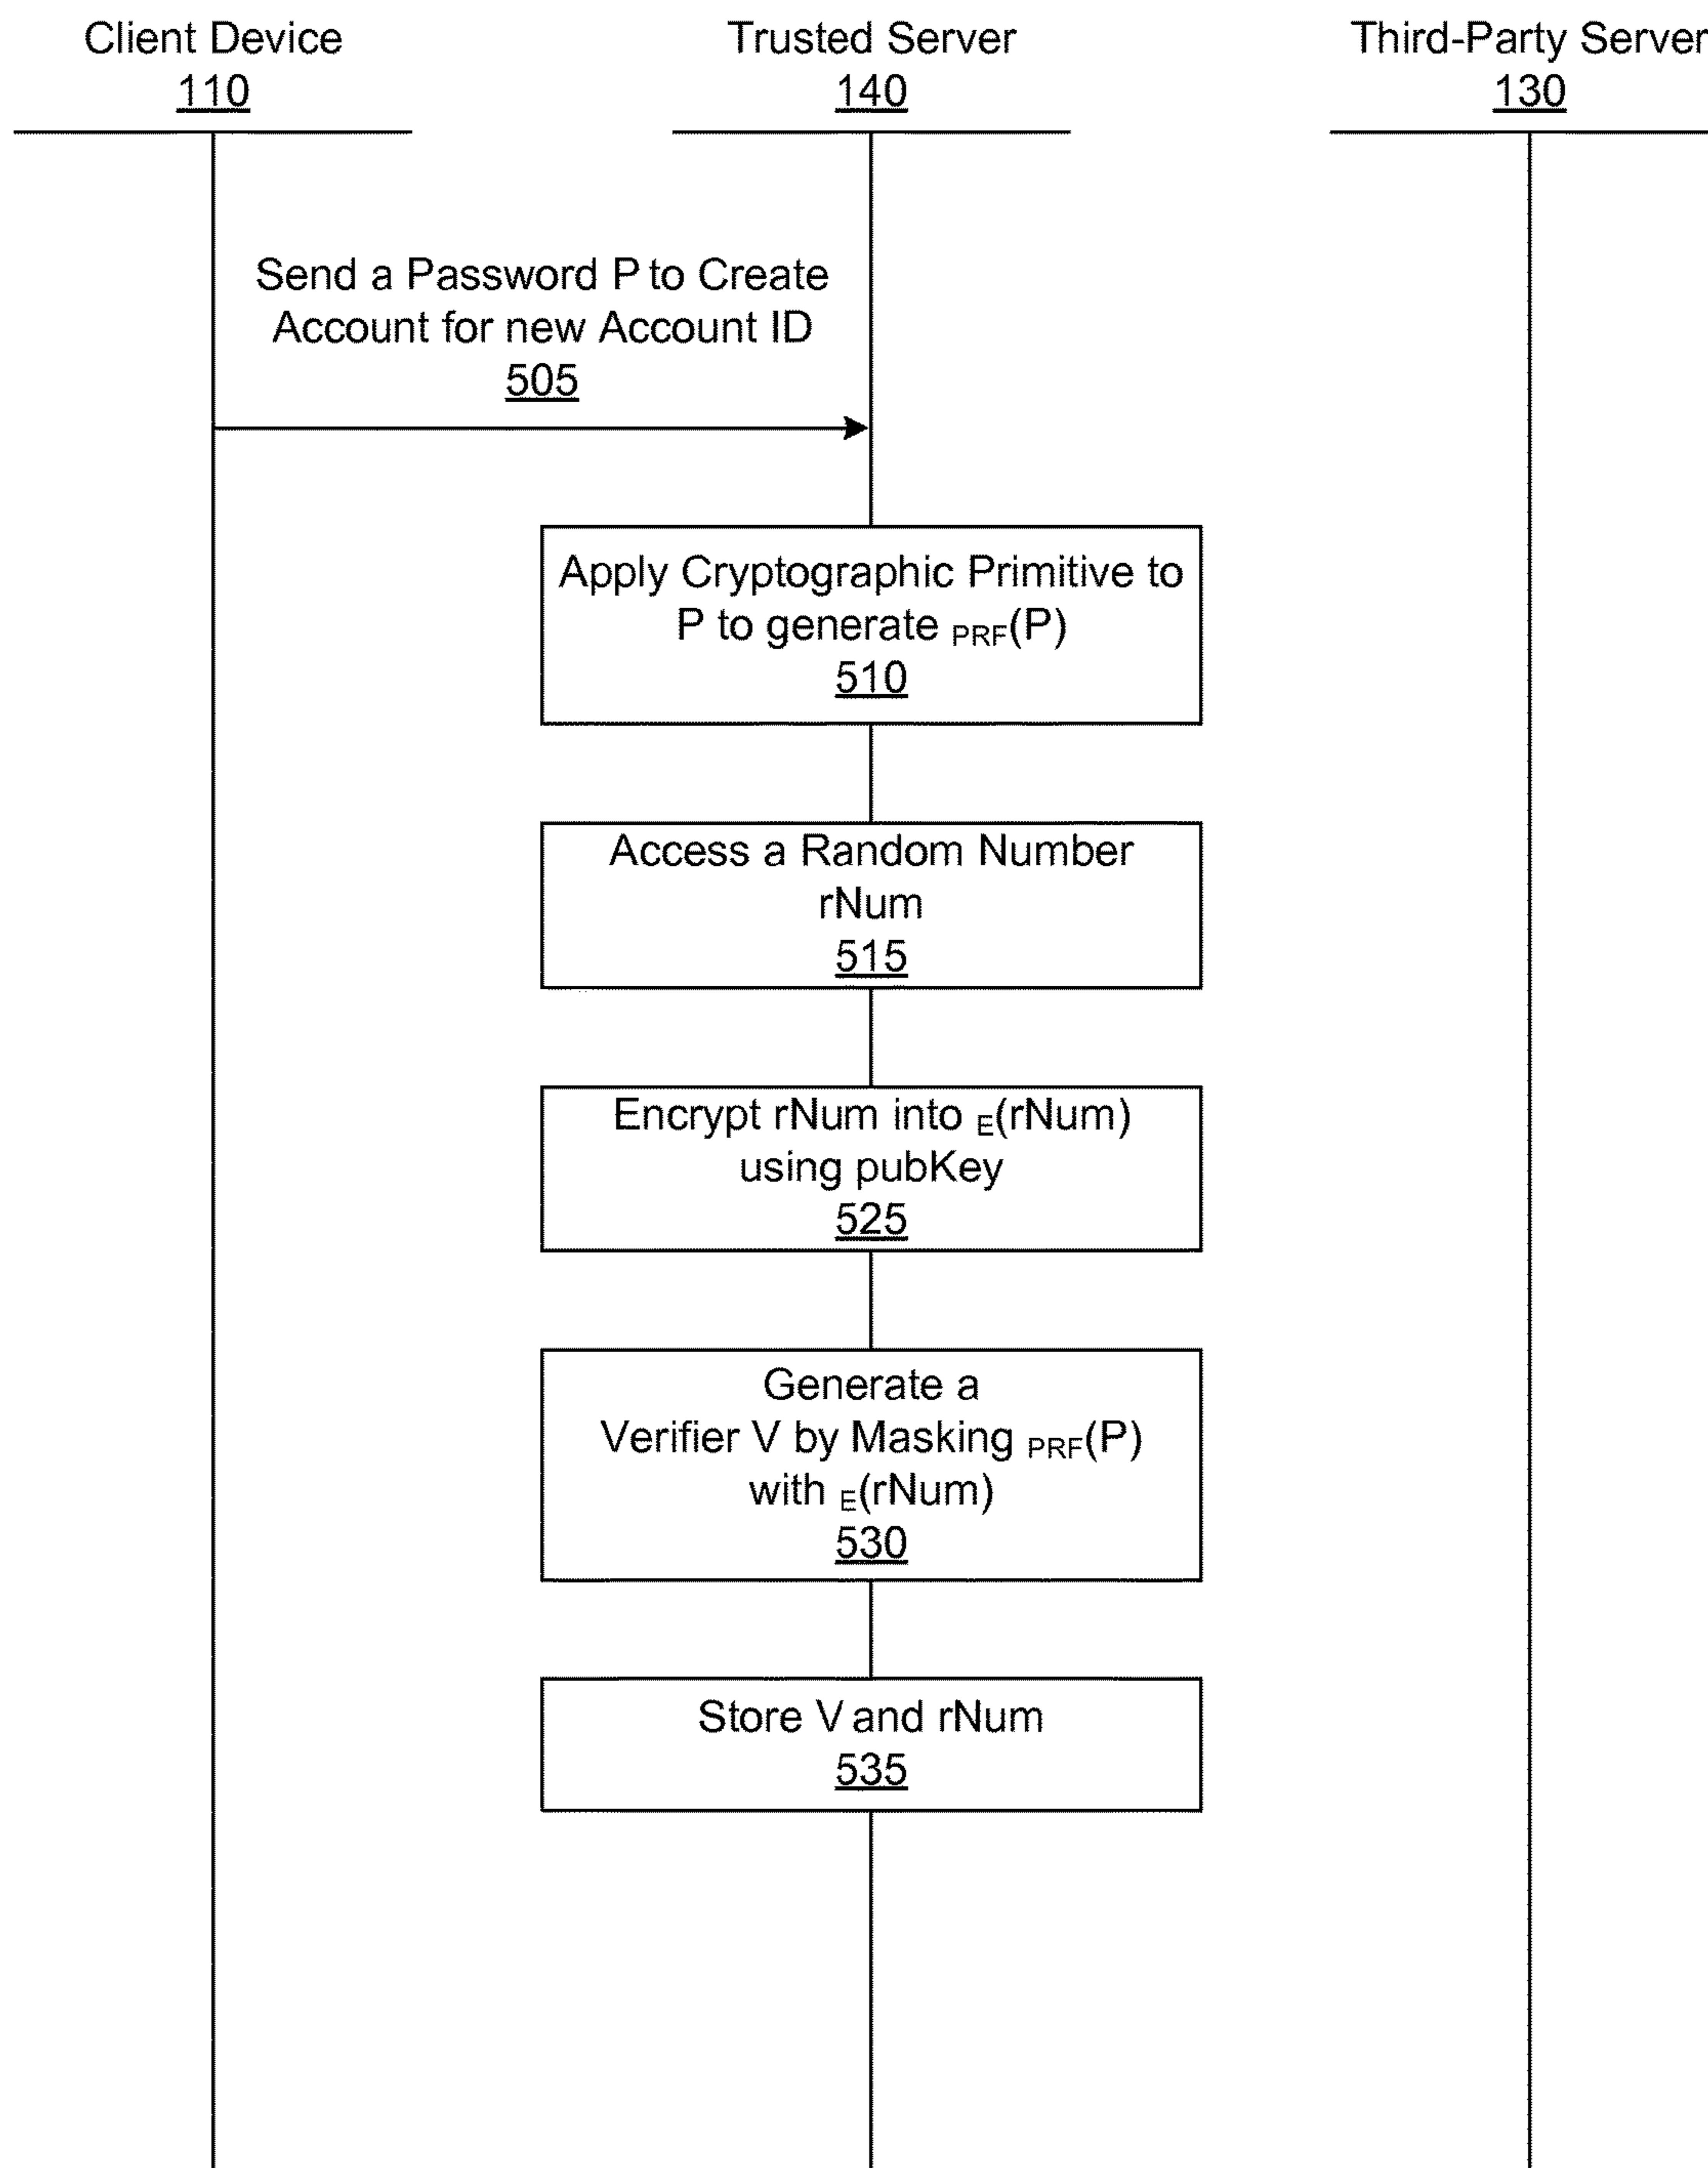 Client Device
110
Trusted Server
140
Third-Party Server
130
Send a Password P to Create
Account for new Account ID
505
Apply Cryptographic Primitive to
P to generate PRF(P)
510
Access a Random Number
rNum
515
Encrypt rNum into E(rNum)
using pubKey
525
Generate a
Verifier V by Masking PRF(P)
with E(rNum)
530
Store V and rNum
535